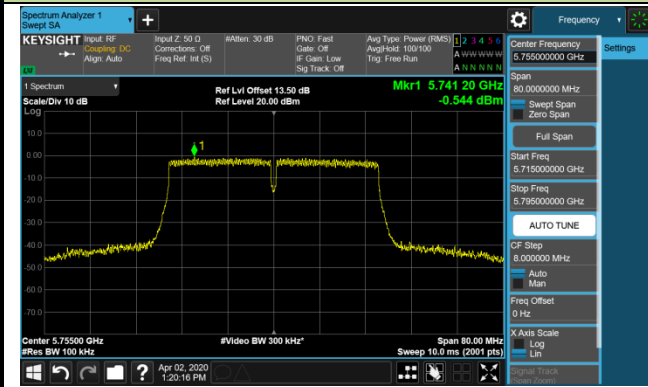 Spectrum Analyzer 1
Swept SA
+
Frequency
KEYSIGHT
Input: RF
Coupling: DC
Align: Auto
Input Z: 50 Ω
Corrections: Off
Freq Ref: Int (S)
#Atten: 30 dB
PNO: Fast
Gate: Off
IF Gain: Low
Sig Track: Off
Avg Type: Power (RMS)
Avg|Hold: 100/100
Trig: Free Run
1 2 3 4 5 6
A W W W W W
A N N N N N
LXI
1 Spectrum
Scale/Div 10 dB
Log
Ref Lvl Offset 13.50 dB
Ref Level 20.00 dBm
Mkr1 5.741 20 GHz
-0.544 dBm
1
10.0
0.00
-10.0
-20.0
-30.0
-40.0
-50.0
-60.0
-70.0
Center 5.75500 GHz
#Res BW 100 kHz
#Video BW 300 kHz*
Span 80.00 MHz
Sweep 10.0 ms (2001 pts)
Apr 02, 2020
1:20:16 PM
?
Center Frequency
5.755000000 GHz
Settings
Span
80.0000000 MHz
Swept Span
Zero Span
Full Span
Start Freq
5.715000000 GHz
Stop Freq
5.795000000 GHz
AUTO TUNE
CF Step
8.000000 MHz
Auto
Man
Freq Offset
0 Hz
X Axis Scale
Log
Lin
Signal Track
(Span Zoom)